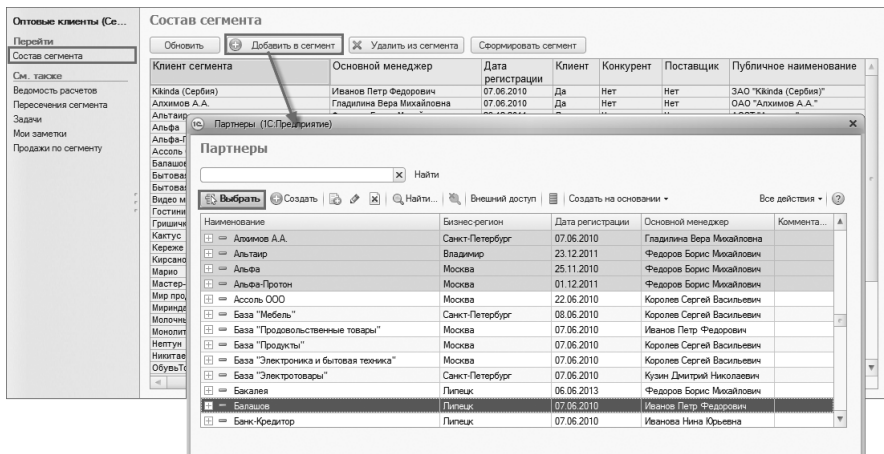 Оптовые клиенты (Се...
Перейти
Состав сегмента
См. также
Ведомость расчетов
Пересечения сегмента
Задачи
Мои заметки
Продажи по сегменту
Состав сегмента
Обновить Добавить в сегмент Удалить из сегмента Сформировать сегмент
Клиент сегмента Основной менеджер Дата регистрации Клиент Конкурент Поставщик Публичное наименование
Kikinda (Сербия) Иванов Петр Федорович 07.06.2010 Да Нет Нет ЗАО "Kikinda (Сербия)"
Алхимов А.А. Гладилина Вера Михайловна 07.06.2010 Да Нет Нет ОАО "Алхимов А.А."
Альтаир
Альфа
Альфа-П
Ассоль
Балашов
Бытовая
Бытовая
Видео м
Гостини
Гришичк
Кактус
Кереже
Кирсано
Марио
Мастер-
Мир про
Миринда
Молочны
Монолит
Нептун
Никитае
ОбувьТо
Партнеры (1С:Предприятие)
Партнеры
Найти
Выбрать Создать Найти... Внешний доступ Создать на основании Все действия
Наименование Бизнес-регион Дата регистрации Основной менеджер Коммента...
Алхимов А.А. Санкт-Петербург 07.06.2010 Гладилина Вера Михайловна
Альтаир Владимир 23.12.2011 Федоров Борис Михайлович
Альфа Москва 25.11.2010 Федоров Борис Михайлович
Альфа-Протон Москва 01.12.2011 Федоров Борис Михайлович
Ассоль ООО Москва 22.06.2010 Королев Сергей Васильевич
База "Мебель" Санкт-Петербург 08.06.2010 Королев Сергей Васильевич
База "Продовольственные товары" Москва 07.06.2010 Иванов Петр Федорович
База "Продукты" Москва 07.06.2010 Королев Сергей Васильевич
База "Электроника и бытовая техника" Москва 07.06.2010 Королев Сергей Васильевич
База "Электротовары" Санкт-Петербург 07.06.2010 Кузин Дмитрий Николаевич
Бакалея Липецк 06.06.2013 Федоров Борис Михайлович
Балашов Липецк 07.06.2010 Иванов Петр Федорович
Банк-Кредитор Липецк 07.06.2010 Иванова Нина Юрьевна